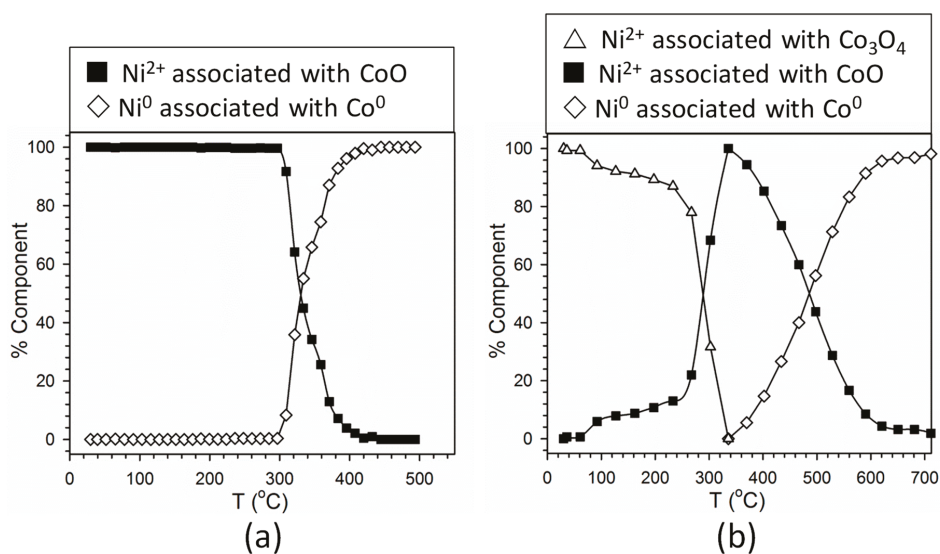 Ni2+ associated with CoO
Ni0 associated with Co0
100
80
60
40
20
0
% Component
0 100 200 300 400 500
T (oC)
(a)
Ni2+ associated with Co3O4
Ni2+ associated with CoO
Ni0 associated with Co0
100
80
60
40
20
0
% Component
0 100 200 300 400 500 600 700
T (oC)
(b)